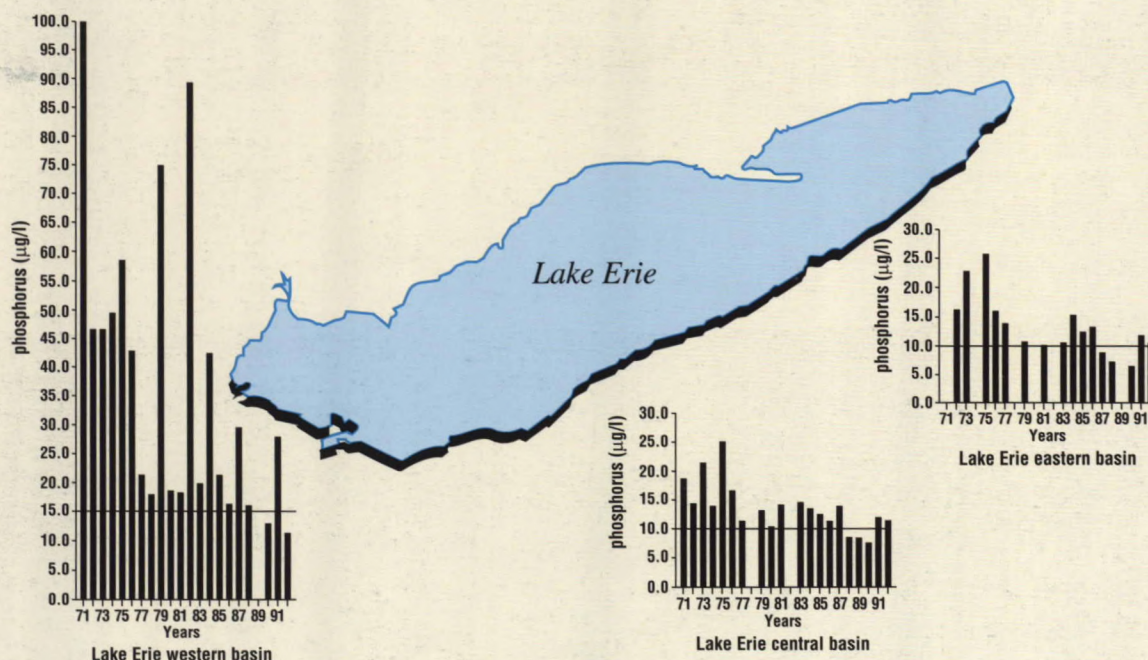 100.0
95.0
90.0
85.0
80.0
75.0
70.0
65.0
60.0
55.0
50.0
45.0
40.0
35.0
30.0
25.0
20.0
15.0
10.0
5.0
0.0
phosphorus (µg/l)
71 73 75 77 79 81 83 85 87 89 91
Years
Lake Erie western basin
Lake Erie
30.0
25.0
20.0
15.0
10.0
5.0
0.0
phosphorus (µg/l)
71 73 75 77 79 81 83 85 87 89 91
Years
Lake Erie central basin
30.0
25.0
20.0
15.0
10.0
5.0
0.0
phosphorus (µg/l)
71 73 75 77 79 81 83 85 87 89 91
Years
Lake Erie eastern basin